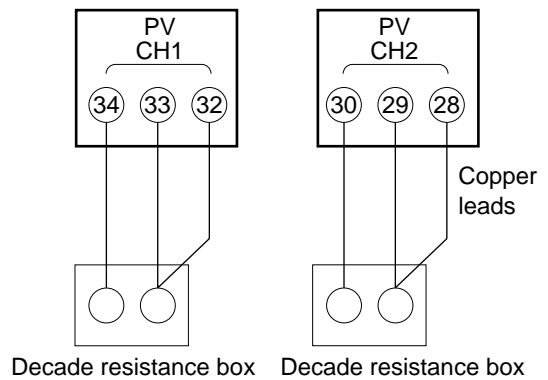 PV
CH1
34 33 32
PV
CH2
30 29 28
Copper
leads
Decade resistance box
Decade resistance box